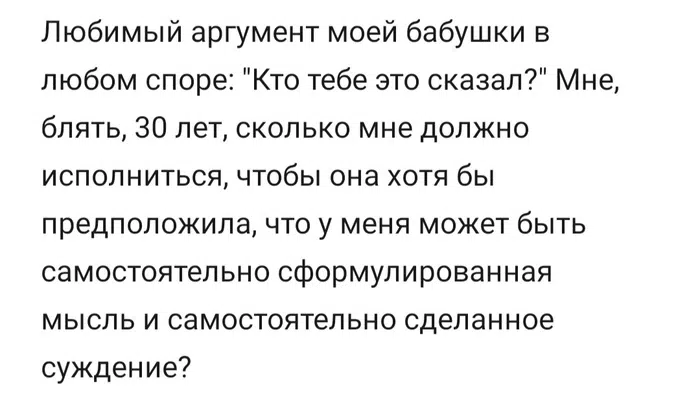 Любимый аргумент моей бабушки в
любом споре: "Кто тебе это сказал?" Мне,
блять, 30 лет, сколько мне должно
исполниться, чтобы она хотя бы
предположила, что у меня может быть
самостоятельно сформулированная
мысль и самостоятельно сделанное
суждение?